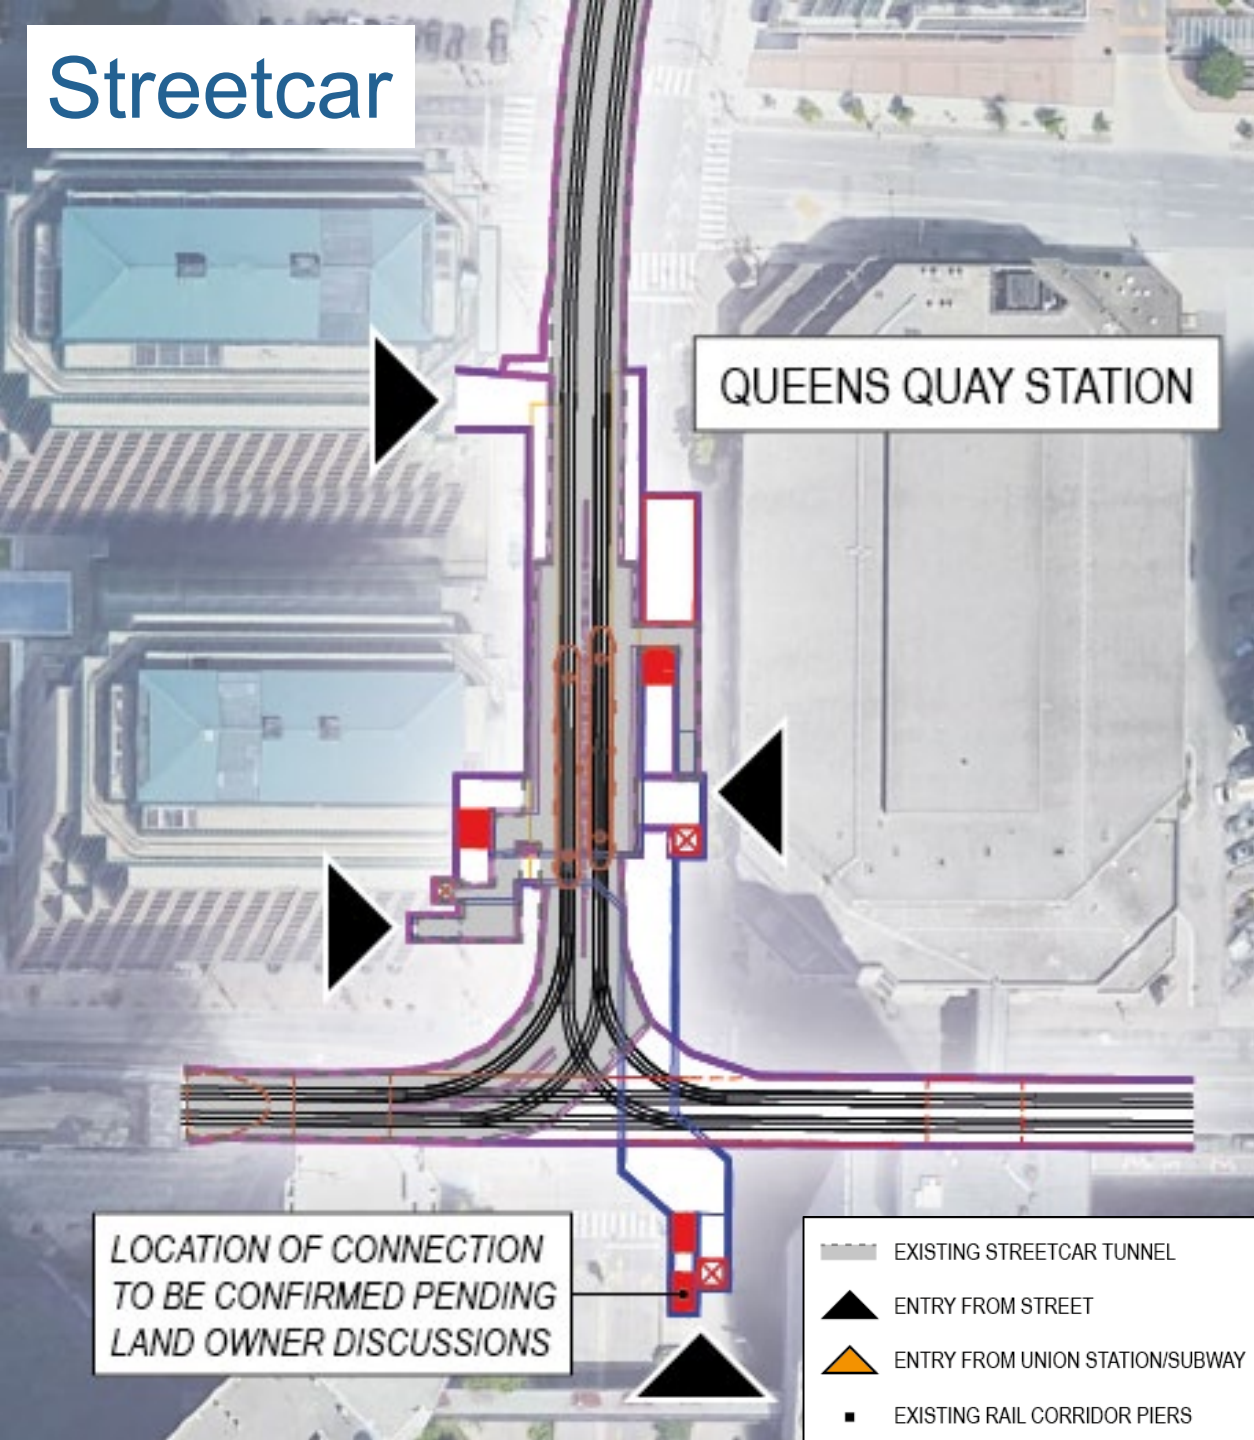 Streetcar
QUEENS QUAY STATION
LOCATION OF CONNECTION
TO BE CONFIRMED PENDING
LAND OWNER DISCUSSIONS
EXISTING STREETCAR TUNNEL
ENTRY FROM STREET
ENTRY FROM UNION STATION/SUBWAY
EXISTING RAIL CORRIDOR PIERS